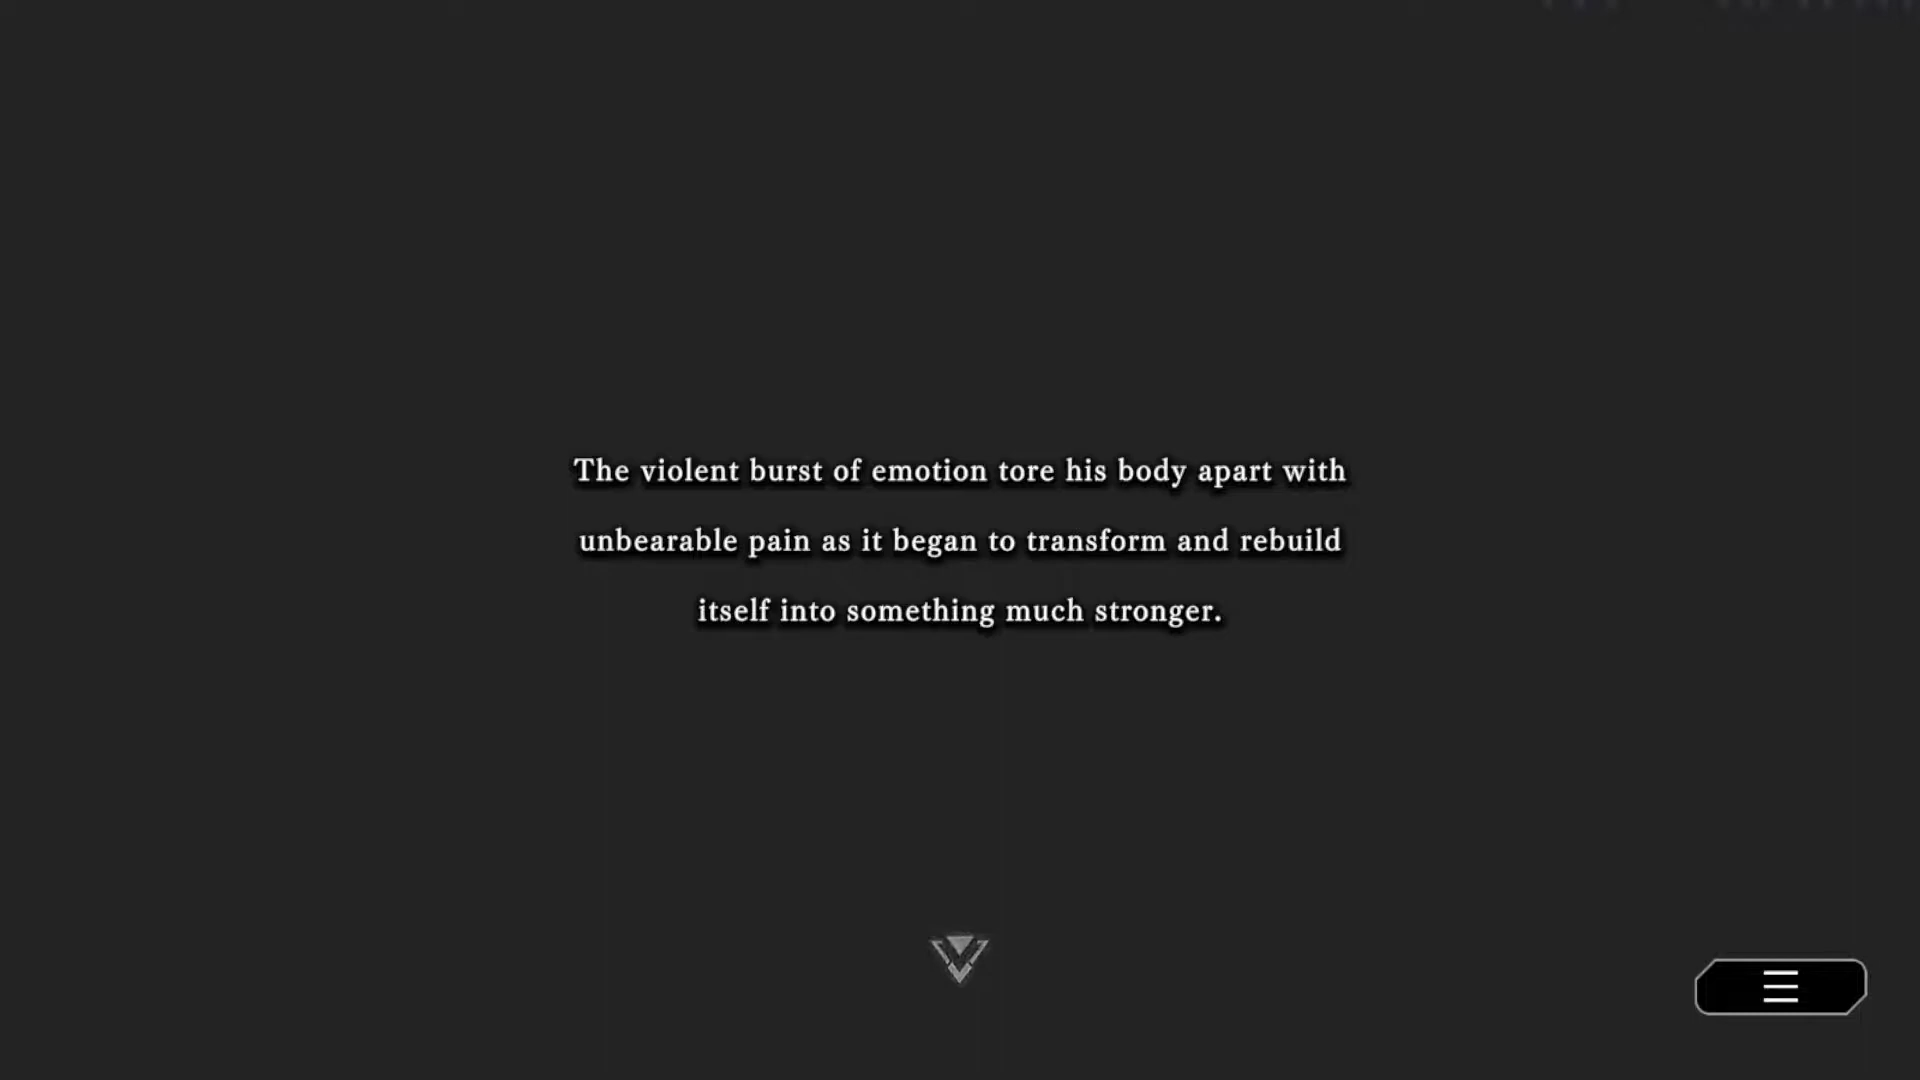 The violent burst of emotion tore his body apart with
unbearable pain as it began to transform and rebuild
itself into something much stronger.